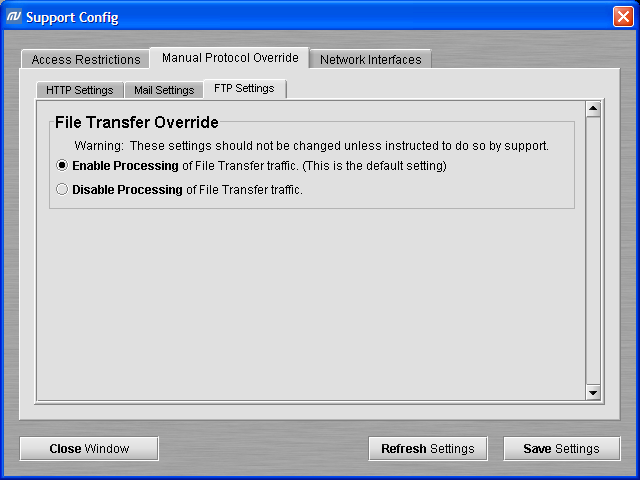 Support Config
Access Restrictions Manual Protocol Override Network Interfaces
HTTP Settings Mail Settings FTP Settings
File Transfer Override
Warning: These settings should not be changed unless instructed to do so by support.
Enable Processing of File Transfer traffic. (This is the default setting)
Disable Processing of File Transfer traffic.
Close Window Refresh Settings Save Settings